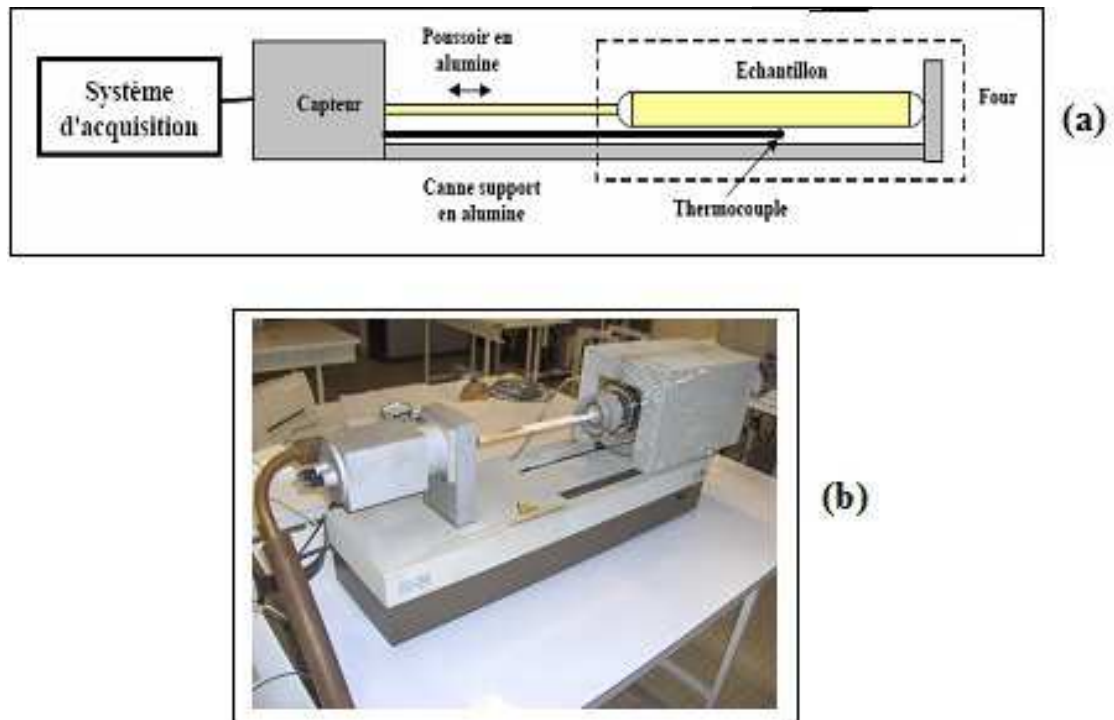 Poussoir en
alumine
Echantillon
Système
d'acquisition
Capteur
Four
(a)
Canne support
en alumine
Thermocouple
(b)